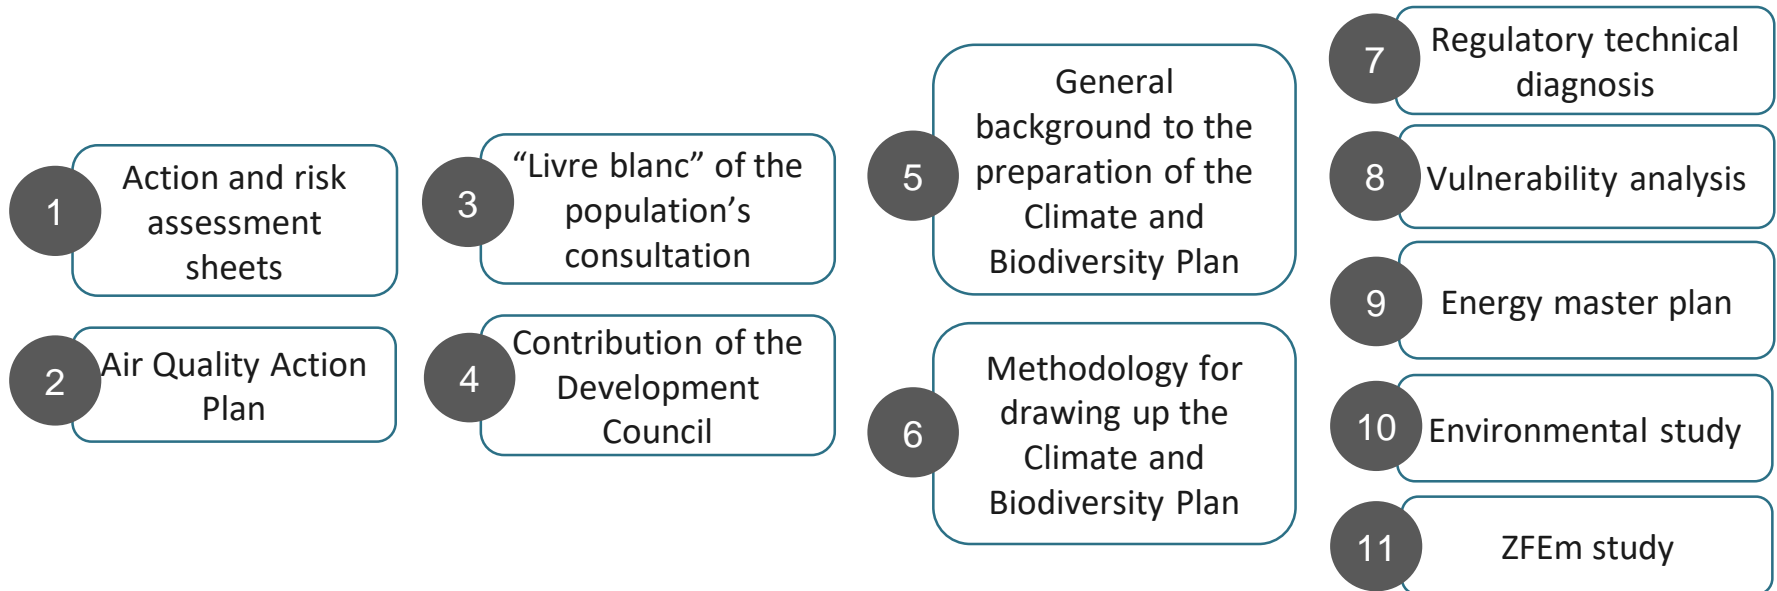 1
Action and risk
assessment
sheets
2
Air Quality Action
Plan
3
“Livre blanc” of the
population’s
consultation
4
Contribution of the
Development
Council
5
General
background to the
preparation of the
Climate and
Biodiversity Plan
6
Methodology for
drawing up the
Climate and
Biodiversity Plan
7
Regulatory technical
diagnosis
8
Vulnerability analysis
9
Energy master plan
10
Environmental study
11
ZFEm study